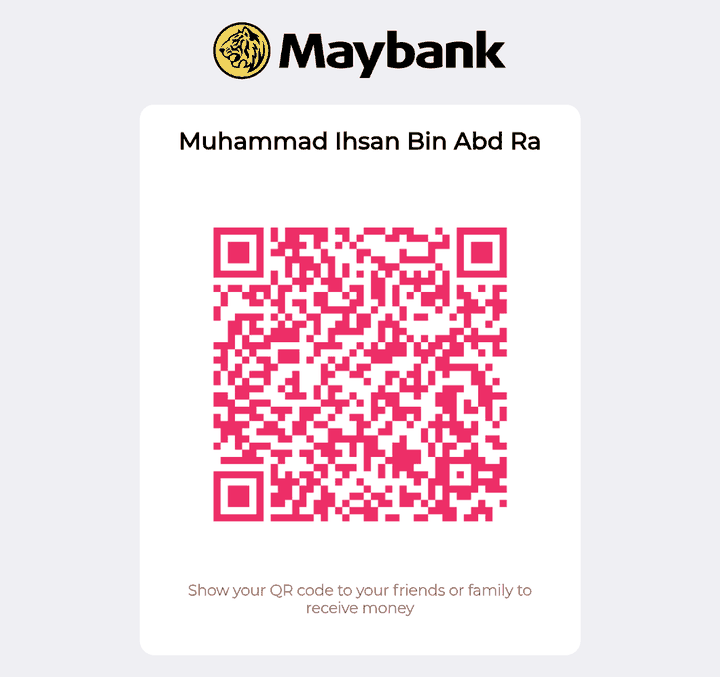 Maybank
Muhammad Ihsan Bin Abd Ra
Show your QR code to your friends or family to
receive money